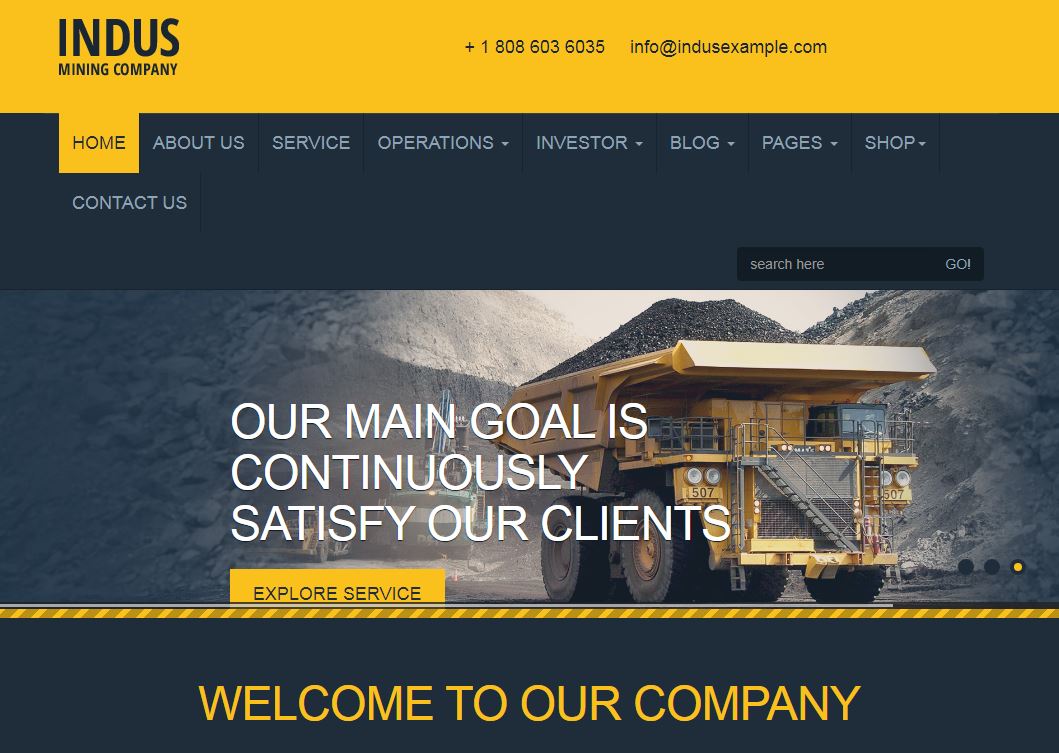 INDUS
MINING COMPANY
+ 1 808 603 6035 info@indusexample.com
HOME ABOUT US SERVICE OPERATIONS INVESTOR BLOG PAGES SHOP
CONTACT US
search here GO!
OUR MAIN GOAL IS
CONTINUOUSLY
SATISFY OUR CLIENTS
507 507
EXPLORE SERVICE
WELCOME TO OUR COMPANY